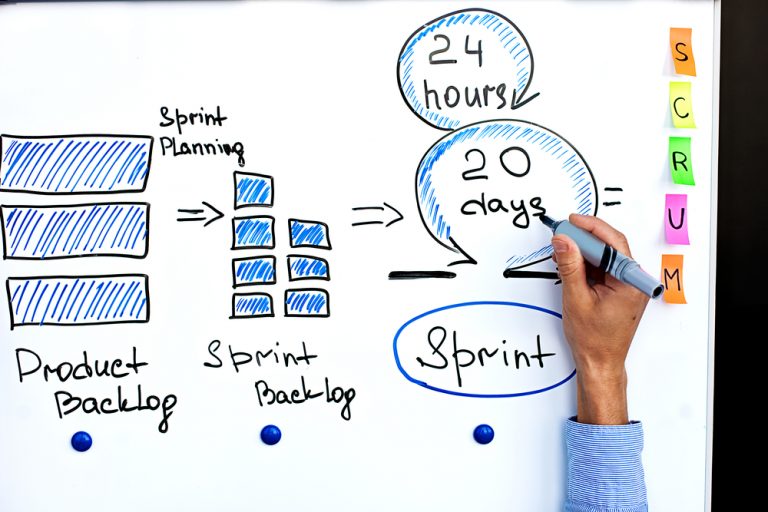 Sprint
Planning
Product
Backlog
Sprint
Backlog
24
hours
20
days
=
Sprint
S
C
R
U
M